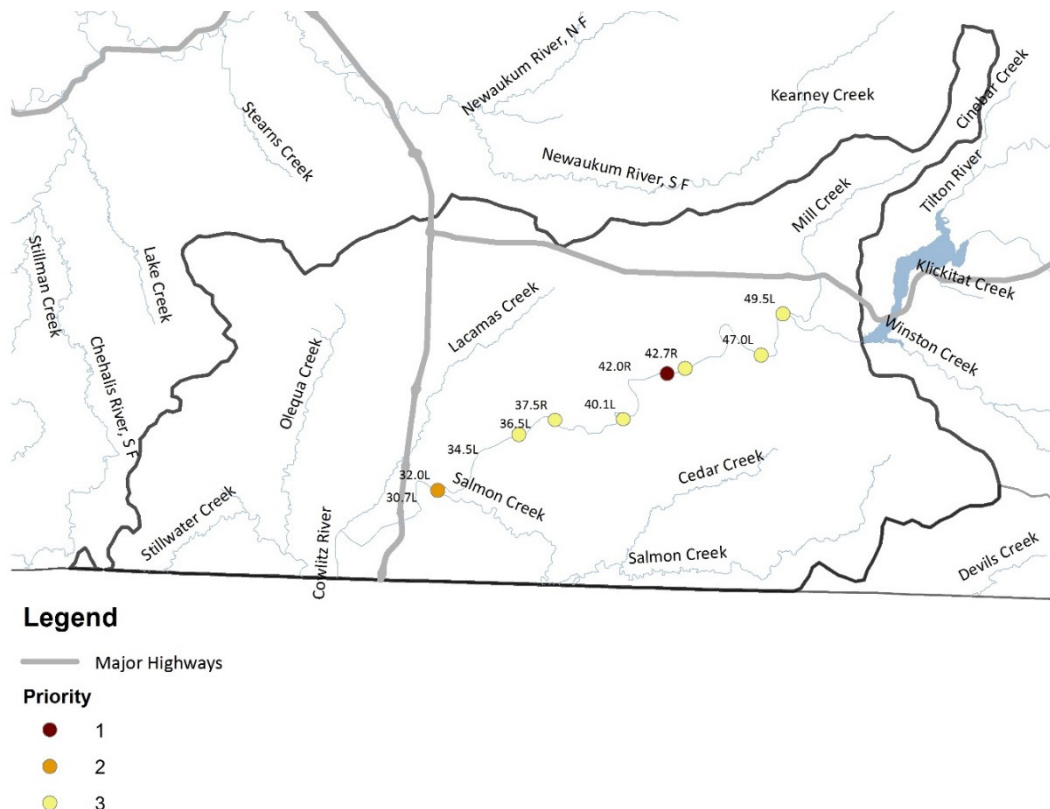 Newaukum River, N F
Kearney Creek
Cinebar Creek
Stearns Creek
Newaukum River, S F
Tilton River
Mill Creek
Stillman Creek
Lake Creek
Klickitat Creek
Lacamas Creek
49.5L
Winston Creek
Chehalis River, S F
Olequa Creek
47.0L
42.7R
42.0R
40.1L
37.5R
36.5L
34.5L
Cedar Creek
32.0L
30.7L
Salmon Creek
Stillwater Creek
Cowlitz River
Salmon Creek
Devils Creek
Legend
Major Highways
Priority
1
2
3